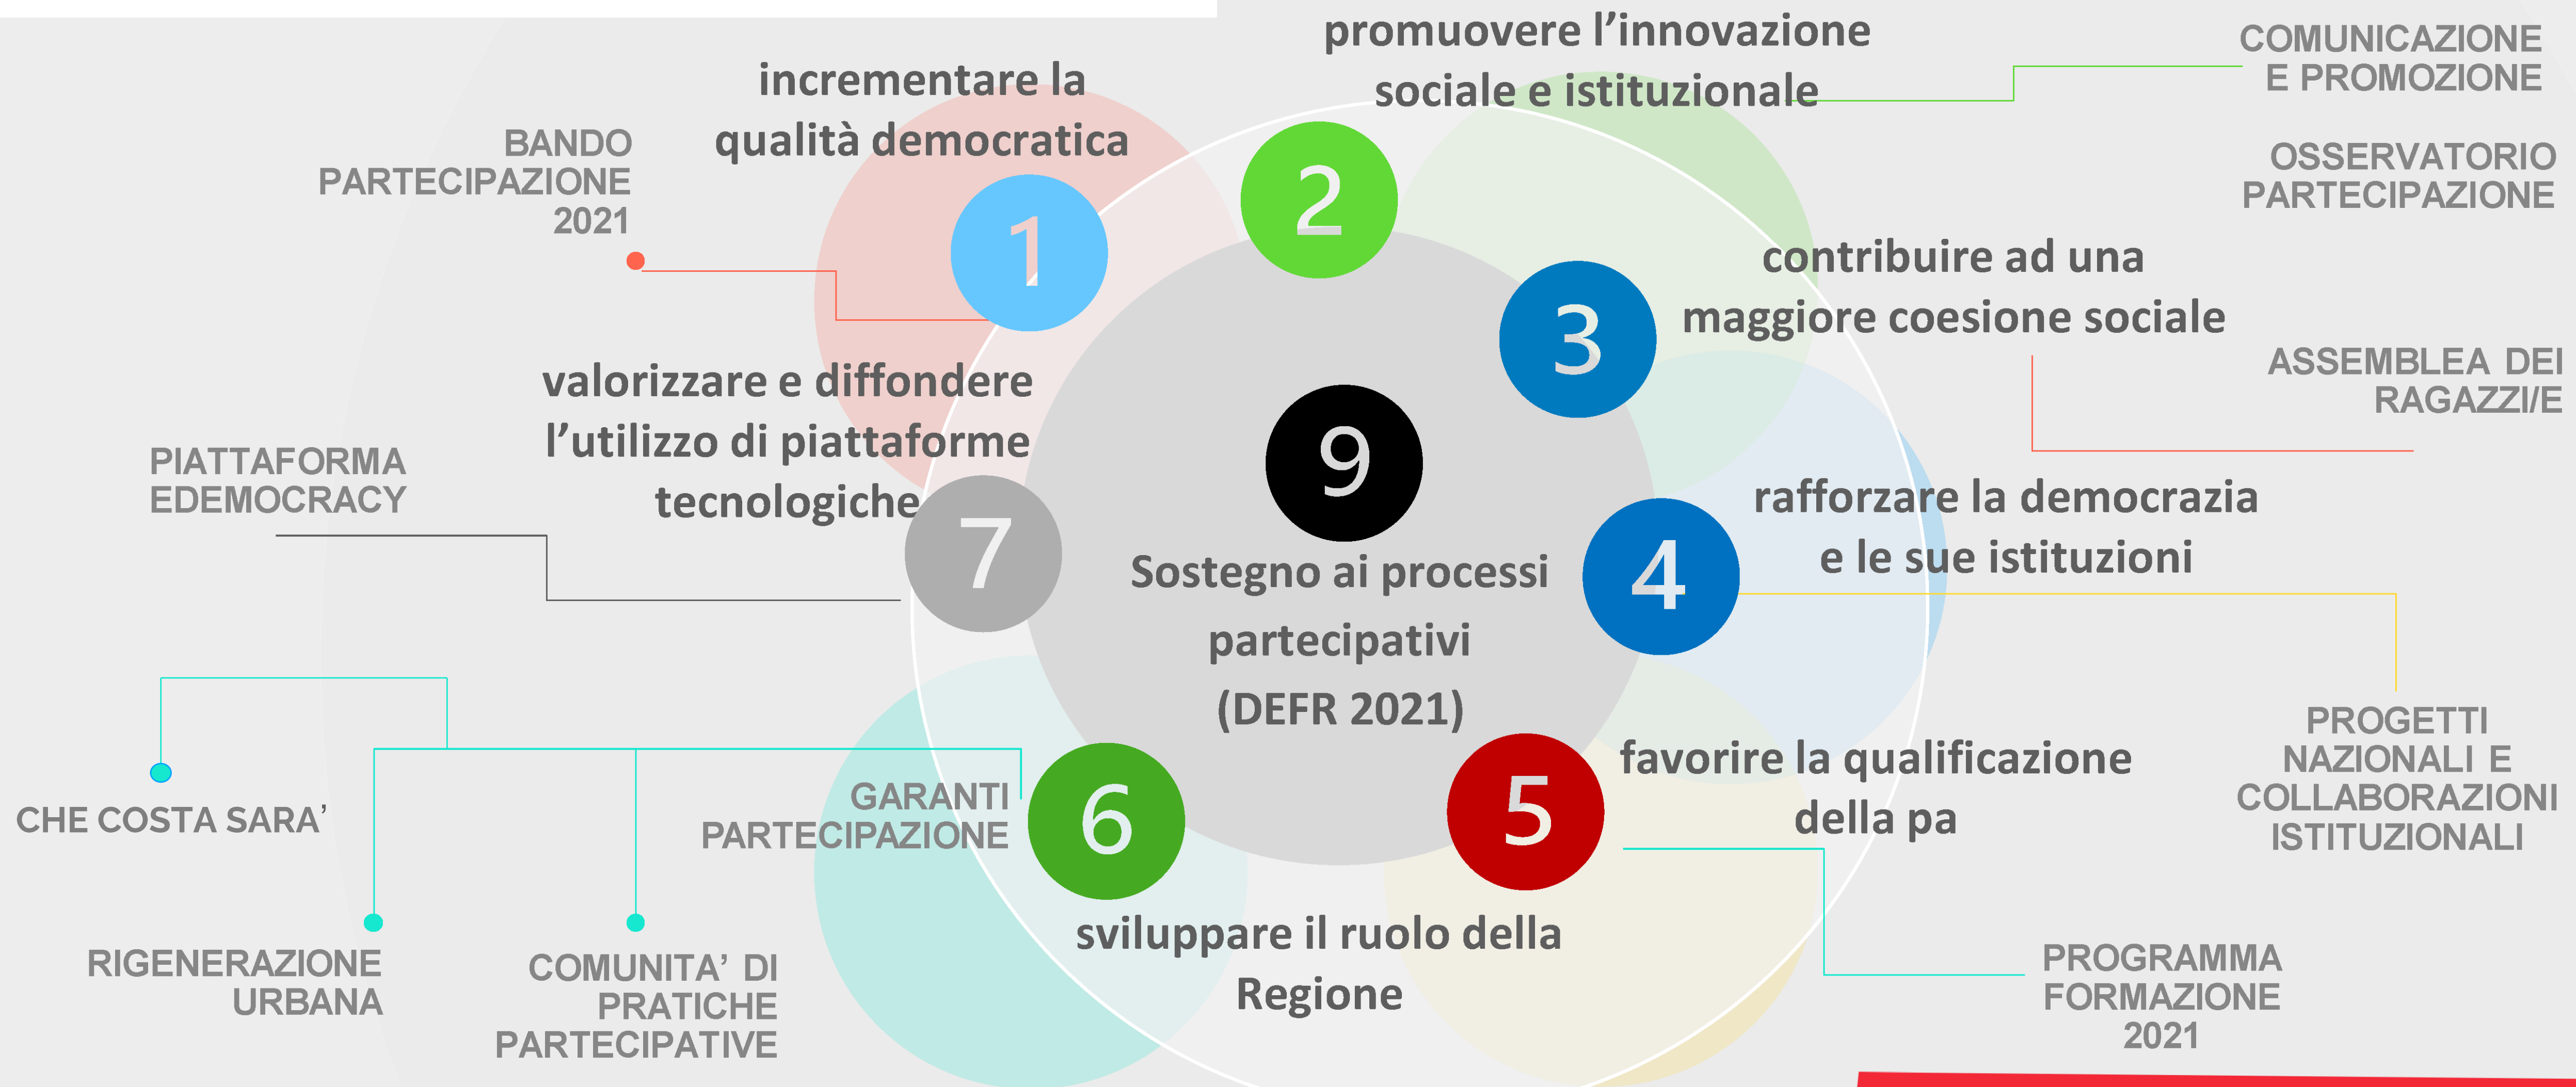 promuovere l’innovazione
sociale e istituzionale
COMUNICAZIONE
E PROMOZIONE
OSSERVATORIO
PARTECIPAZIONE
incrementare la
qualità democratica
BANDO
PARTECIPAZIONE
2021
1
2
3
contribuire ad una
maggiore coesione sociale
ASSEMBLEA DEI
RAGAZZI/E
valorizzare e diffondere
l’utilizzo di piattaforme
tecnologiche
PIATTAFORMA
EDEMOCRACY
7
9
Sostegno ai processi
partecipativi
(DEFR 2021)
4
rafforzare la democrazia
e le sue istituzioni
PROGETTI
NAZIONALI E
COLLABORAZIONI
ISTITUZIONALI
5
favorire la qualificazione
della pa
PROGRAMMA
FORMAZIONE
2021
6
sviluppare il ruolo della
Regione
GARANTI
PARTECIPAZIONE
CHE COSTA SARA’
RIGENERAZIONE
URBANA
COMUNITA’ DI
PRATICHE
PARTECIPATIVE